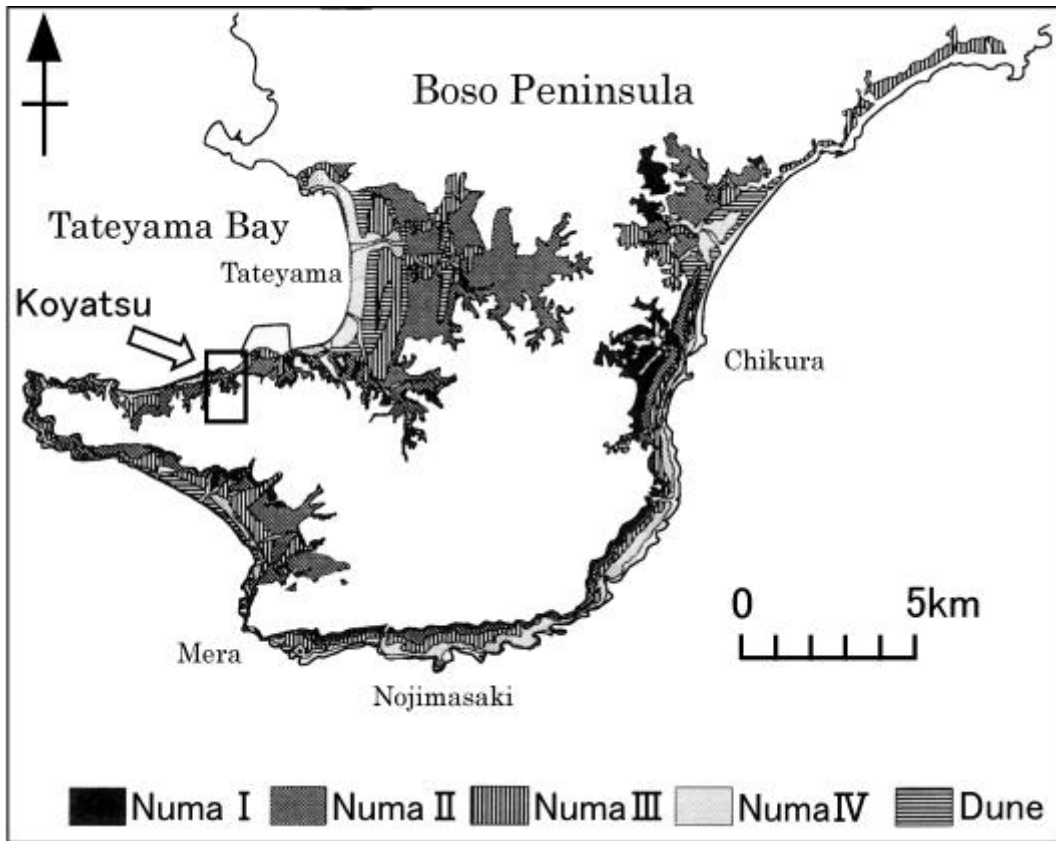 Boso Peninsula
Tateyama Bay
Tateyama
Koyatsu
Chikura
0 5km
Mera
Nojimasaki
Numa Ⅰ Numa Ⅱ Numa Ⅲ Numa Ⅳ Dune